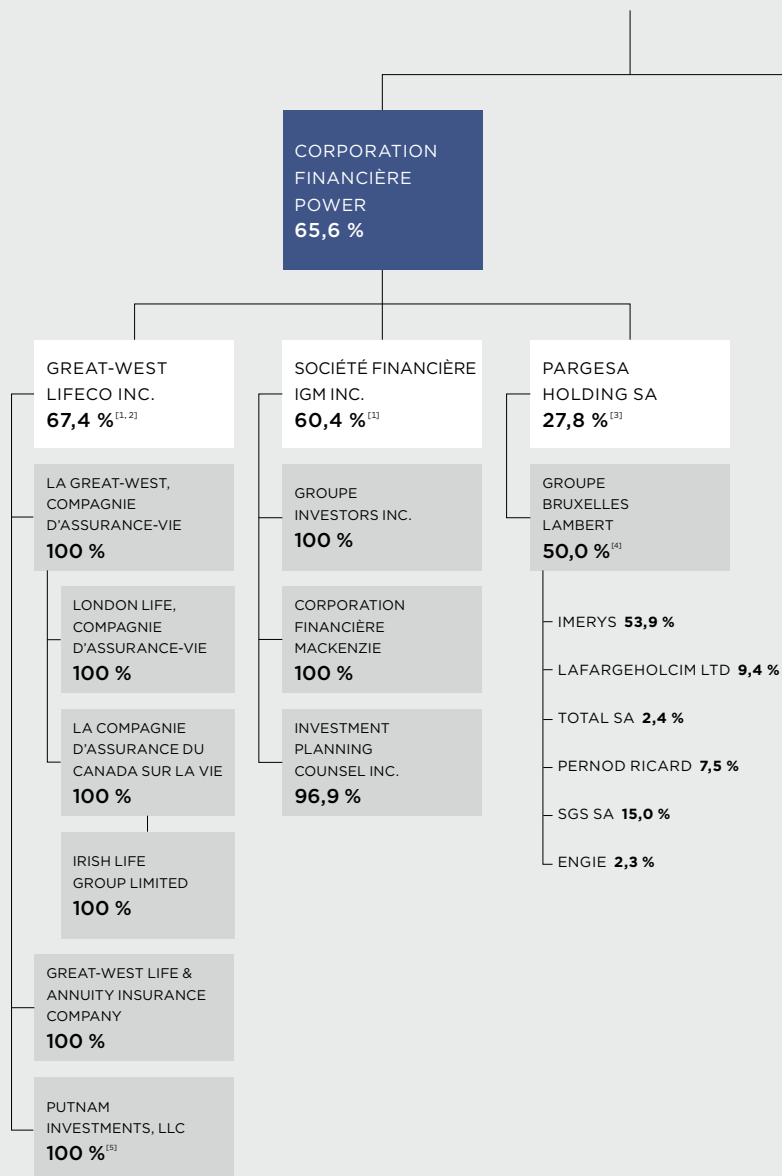 CORPORATION
FINANCIÈRE
POWER
65,6 %
GREAT-WEST
LIFECO INC.
67,4 %[1, 2]
LA GREAT-WEST,
COMPAGNIE
D'ASSURANCE-VIE
100 %
LONDON LIFE,
COMPAGNIE
D'ASSURANCE-VIE
100 %
LA COMPAGNIE
D'ASSURANCE DU
CANADA SUR LA VIE
100 %
IRISH LIFE
GROUP LIMITED
100 %
GREAT-WEST LIFE &
ANNUITY INSURANCE
COMPANY
100 %
PUTNAM
INVESTMENTS, LLC
100 %[5]
SOCIÉTÉ FINANCIÈRE
IGM INC.
60,4 %[1]
GROUPE
INVESTORS INC.
100 %
CORPORATION
FINANCIÈRE
MACKENZIE
100 %
INVESTMENT
PLANNING
COUNSEL INC.
96,9 %
PARGESA
HOLDING SA
27,8 %[3]
GROUPE
BRUXELLES
LAMBERT
50,0 %[4]
IMERYS 53,9 %
LAFARGEHOLCIM LTD 9,4 %
TOTAL SA 2,4 %
PERNOD RICARD 7,5 %
SGS SA 15,0 %
ENGIE 2,3 %